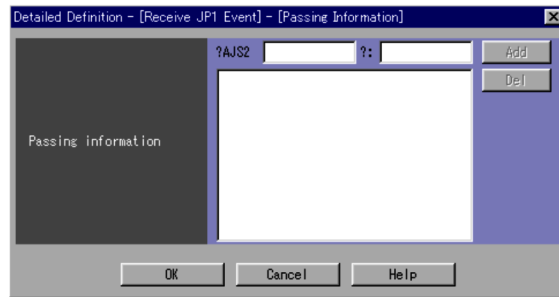 Detailed Definition - [Receive JP1 Event] - [Passing Information]
?AJS2 ?: Add
Del
Passing information
OK Cancel Help